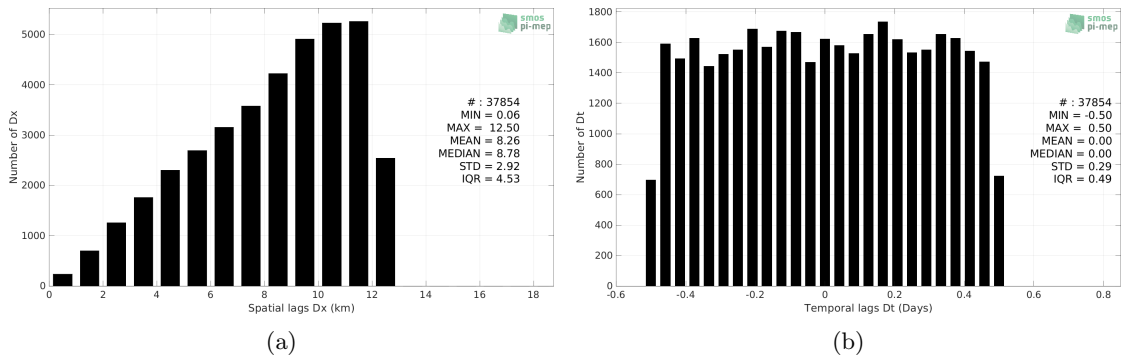 smos
pi-mep
5000
4000
3000
2000
1000
0
Number of Dx
# : 37854
MIN = 0.06
MAX = 12.50
MEAN = 8.26
MEDIAN = 8.78
STD = 2.92
IQR = 4.53
0 2 4 6 8 10 12 14 16 18
Spatial lags Dx (km)
(a)
smos
pi-mep
1800
1600
1400
1200
1000
800
600
400
200
0
Number of Dt
# : 37854
MIN = -0.50
MAX = 0.50
MEAN = 0.00
MEDIAN = 0.00
STD = 0.29
IQR = 0.49
-0.6 -0.4 -0.2 0 0.2 0.4 0.6 0.8
Temporal lags Dt (Days)
(b)